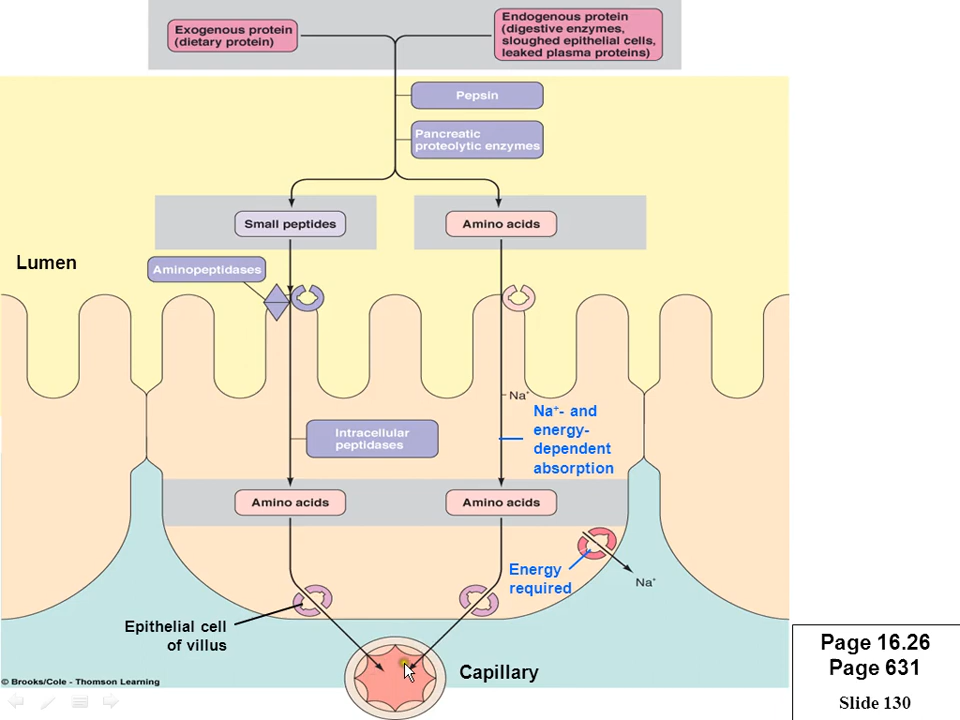 Exogenous protein
(dietary protein)
Endogenous protein
(digestive enzymes,
sloughed epithelial cells,
leaked plasma proteins)
Pepsin
Pancreatic
proteolytic enzymes
Small peptides
Amino acids
Lumen
Aminopeptidases
Na+
Na+- and
energy-
dependent
absorption
Intracellular
peptidases
Amino acids
Amino acids
Energy
required
Na+
Epithelial cell
of villus
Capillary
© Brooks/Cole - Thomson Learning
Page 16.26
Page 631
Slide 130